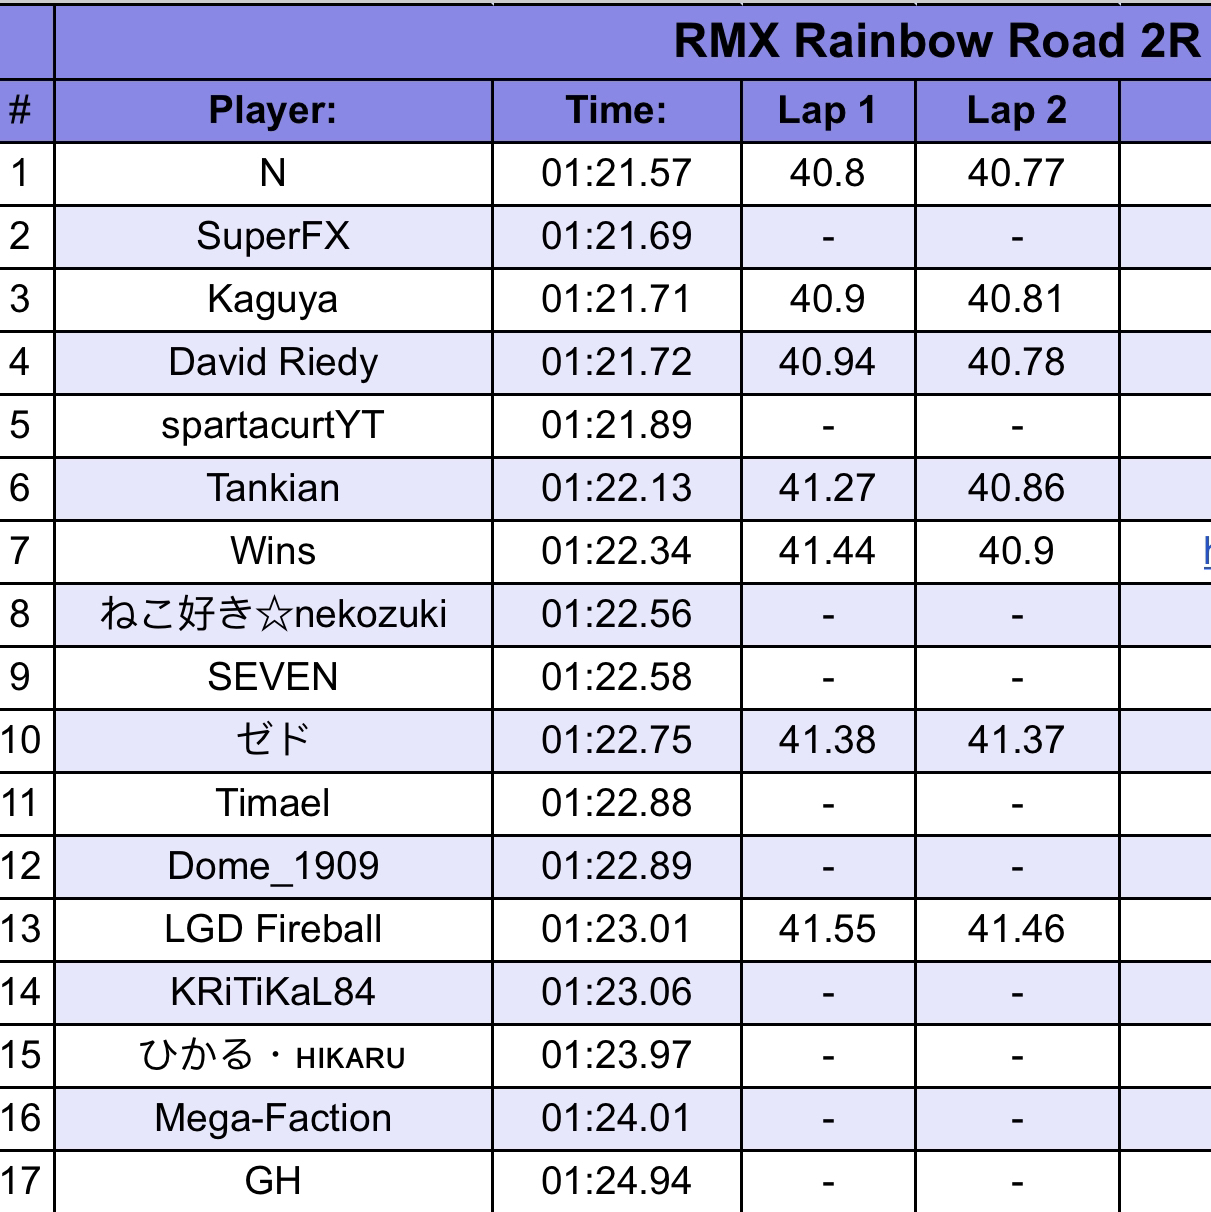 RMX Rainbow Road 2R
# Player: Time: Lap 1 Lap 2
1 N 01:21.57 40.8 40.77
2 SuperFX 01:21.69 - -
3 Kaguya 01:21.71 40.9 40.81
4 David Riedy 01:21.72 40.94 40.78
5 spartacurtYT 01:21.89 - -
6 Tankian 01:22.13 41.27 40.86
7 Wins 01:22.34 41.44 40.9
8 ねこ好き☆nekozuki 01:22.56 - -
9 SEVEN 01:22.58 - -
10 ゼド 01:22.75 41.38 41.37
11 Timael 01:22.88 - -
12 Dome_1909 01:22.89 - -
13 LGD Fireball 01:23.01 41.55 41.46
14 KRiTiKaL84 01:23.06 - -
15 ひかる・ʜɪᴋᴀʀᴜ 01:23.97 - -
16 Mega-Faction 01:24.01 - -
17 GH 01:24.94 - -